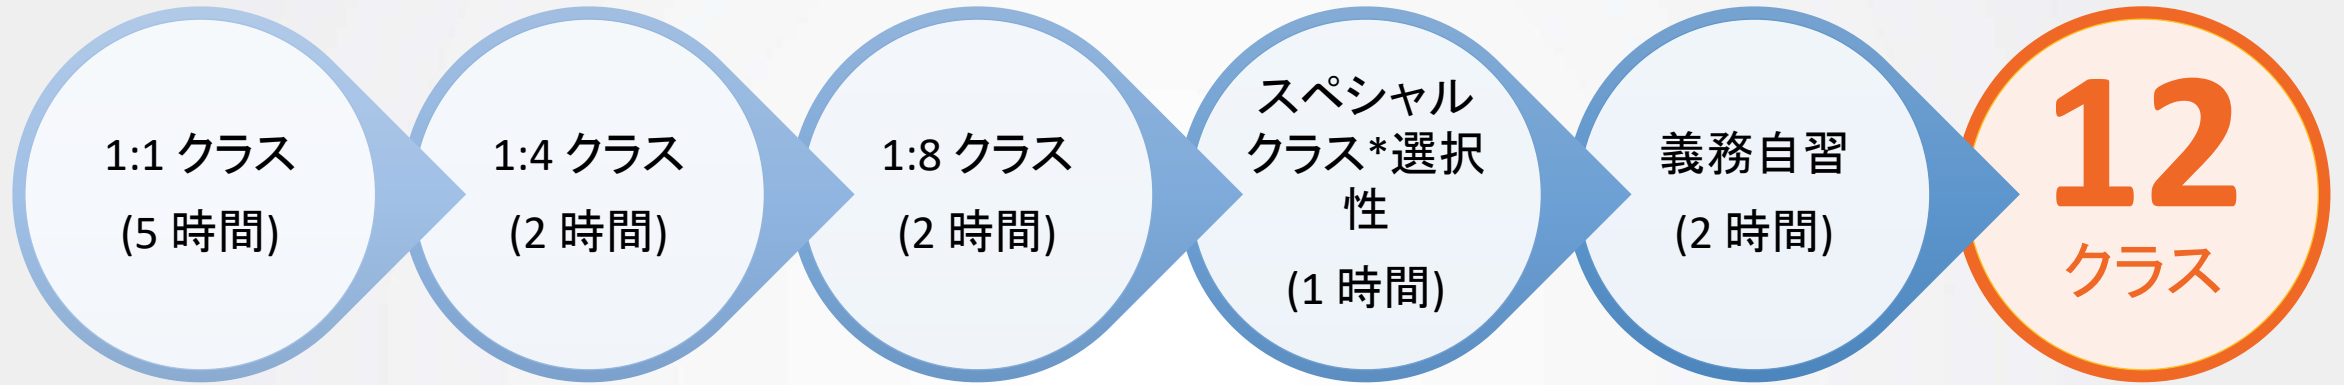 1:1 クラス
(5 時間)
1:4 クラス
(2 時間)
1:8 クラス
(2 時間)
スペシャル
クラス*選択
性
(1 時間)
義務自習
(2 時間)
12
クラス